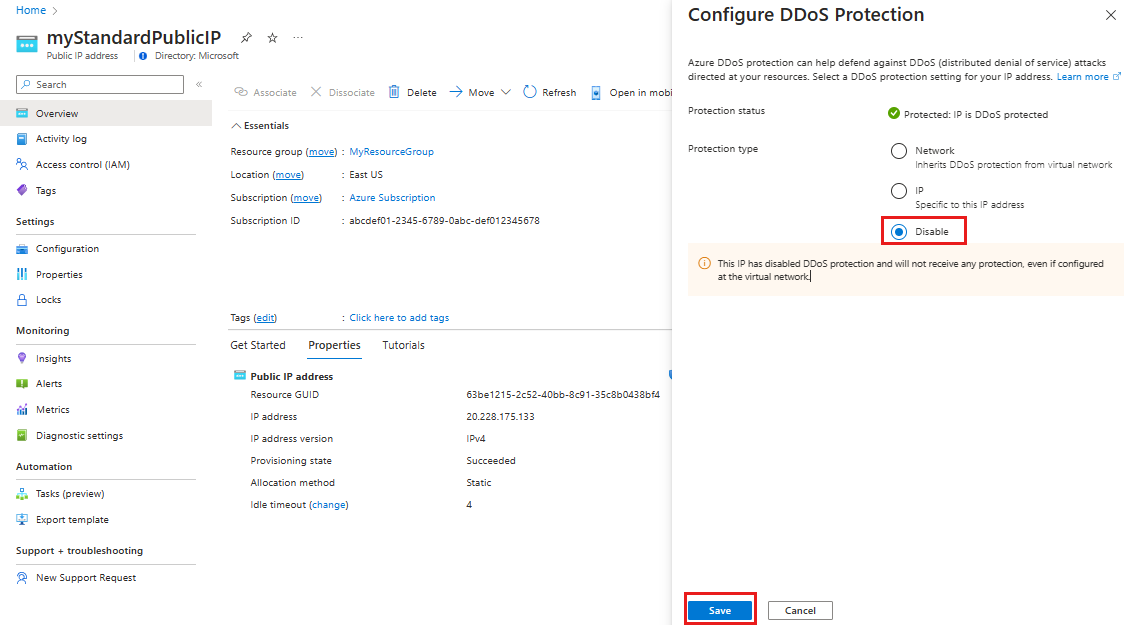 Home
myStandardPublicIP
Public IP address
Directory: Microsoft
Search
Overview
Activity log
Access control (IAM)
Tags
Settings
Configuration
Properties
Locks
Monitoring
Insights
Alerts
Metrics
Diagnostic settings
Automation
Tasks (preview)
Export template
Support + troubleshooting
New Support Request
Associate
Dissociate
Delete
Move
Refresh
Open in mobi
Essentials
Resource group (move) : MyResourceGroup
Location (move) : East US
Subscription (move) : Azure Subscription
Subscription ID : abcdef01-2345-6789-0abc-def012345678
Tags (edit) : Click here to add tags
Get Started Properties Tutorials
Public IP address
Resource GUID 63be1215-2c52-40bb-8c91-35c8b0438bf4
IP address 20.228.175.133
IP address version IPv4
Provisioning state Succeeded
Allocation method Static
Idle timeout (change) 4
Configure DDoS Protection
Azure DDoS protection can help defend against DDoS (distributed denial of service) attacks
directed at your resources. Select a DDoS protection setting for your IP address. Learn more
Protection status Protected: IP is DDoS protected
Protection type
Network
Inherits DDoS protection from virtual network
IP
Specific to this IP address
Disable
This IP has disabled DDoS protection and will not receive any protection, even if configured
at the virtual network.
Save Cancel